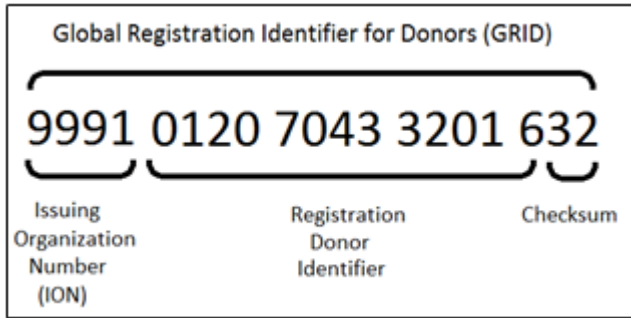 Global Registration Identifier for Donors (GRID)
9991 0120 7043 3201 632
Issuing
Organization
Number
(ION)
Registration
Donor
Identifier
Checksum